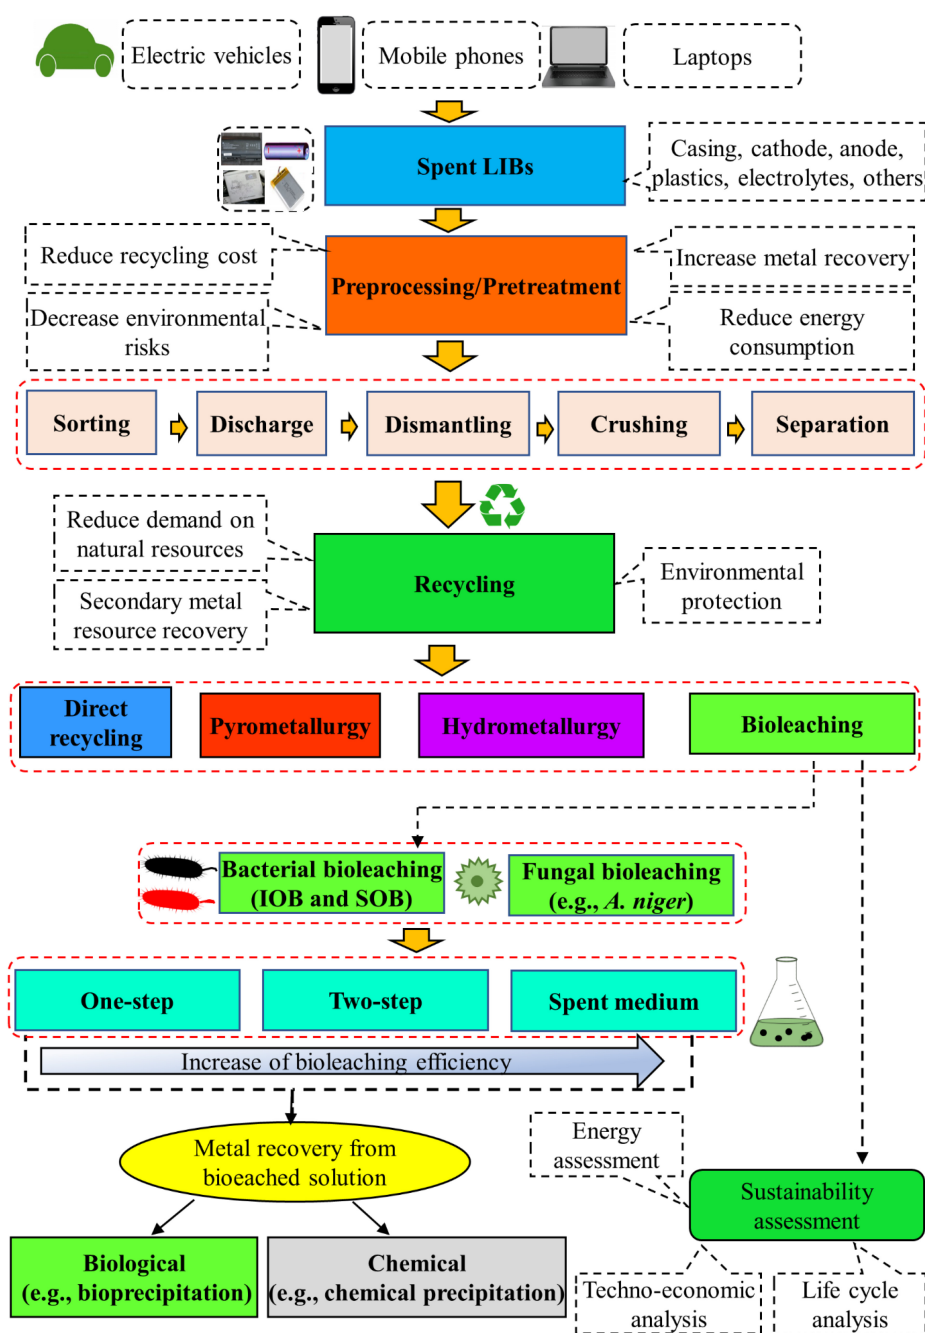 Electric vehicles
Mobile phones
Laptops
Spent LIBs
Casing, cathode, anode,
plastics, electrolytes, others
Reduce recycling cost
Increase metal recovery
Preprocessing/Pretreatment
Decrease environmental
risks
Reduce energy
consumption
Sorting
Discharge
Dismantling
Crushing
Separation
Reduce demand on
natural resources
Recycling
Environmental
protection
Secondary metal
resource recovery
Direct
recycling
Pyrometallurgy
Hydrometallurgy
Bioleaching
Bacterial bioleaching
(IOB and SOB)
Fungal bioleaching
(e.g., A. niger)
One-step
Two-step
Spent medium
Increase of bioleaching efficiency
Metal recovery from
bioeached solution
Energy
assessment
Sustainability
assessment
Biological
(e.g., bioprecipitation)
Chemical
(e.g., chemical precipitation)
Techno-economic
analysis
Life cycle
analysis